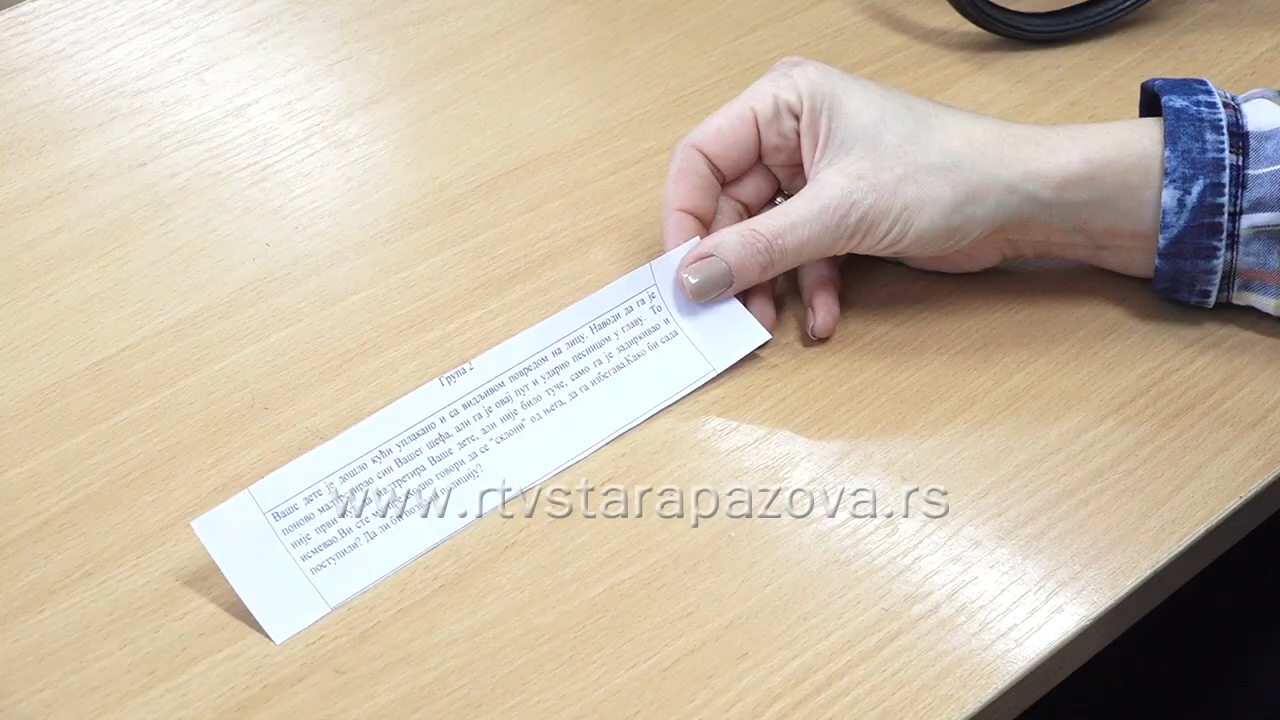 Група 2
Ваше дете је дошло кући уплакано и са видљивом повредом на лицу. Наводи да га је
поново малтретирао син Вашег шефа, али га је овај пут и ударио песницом у главу. То
није први пут да малтретира Ваше дете, али није било туче, само га је задиркивао и
исмевао.Ви сте му говорили да се "склони" од њега, да га избегава.Како би сада
поступили? Да ли би позвали полицију?
www.rtvstarapazova.rs